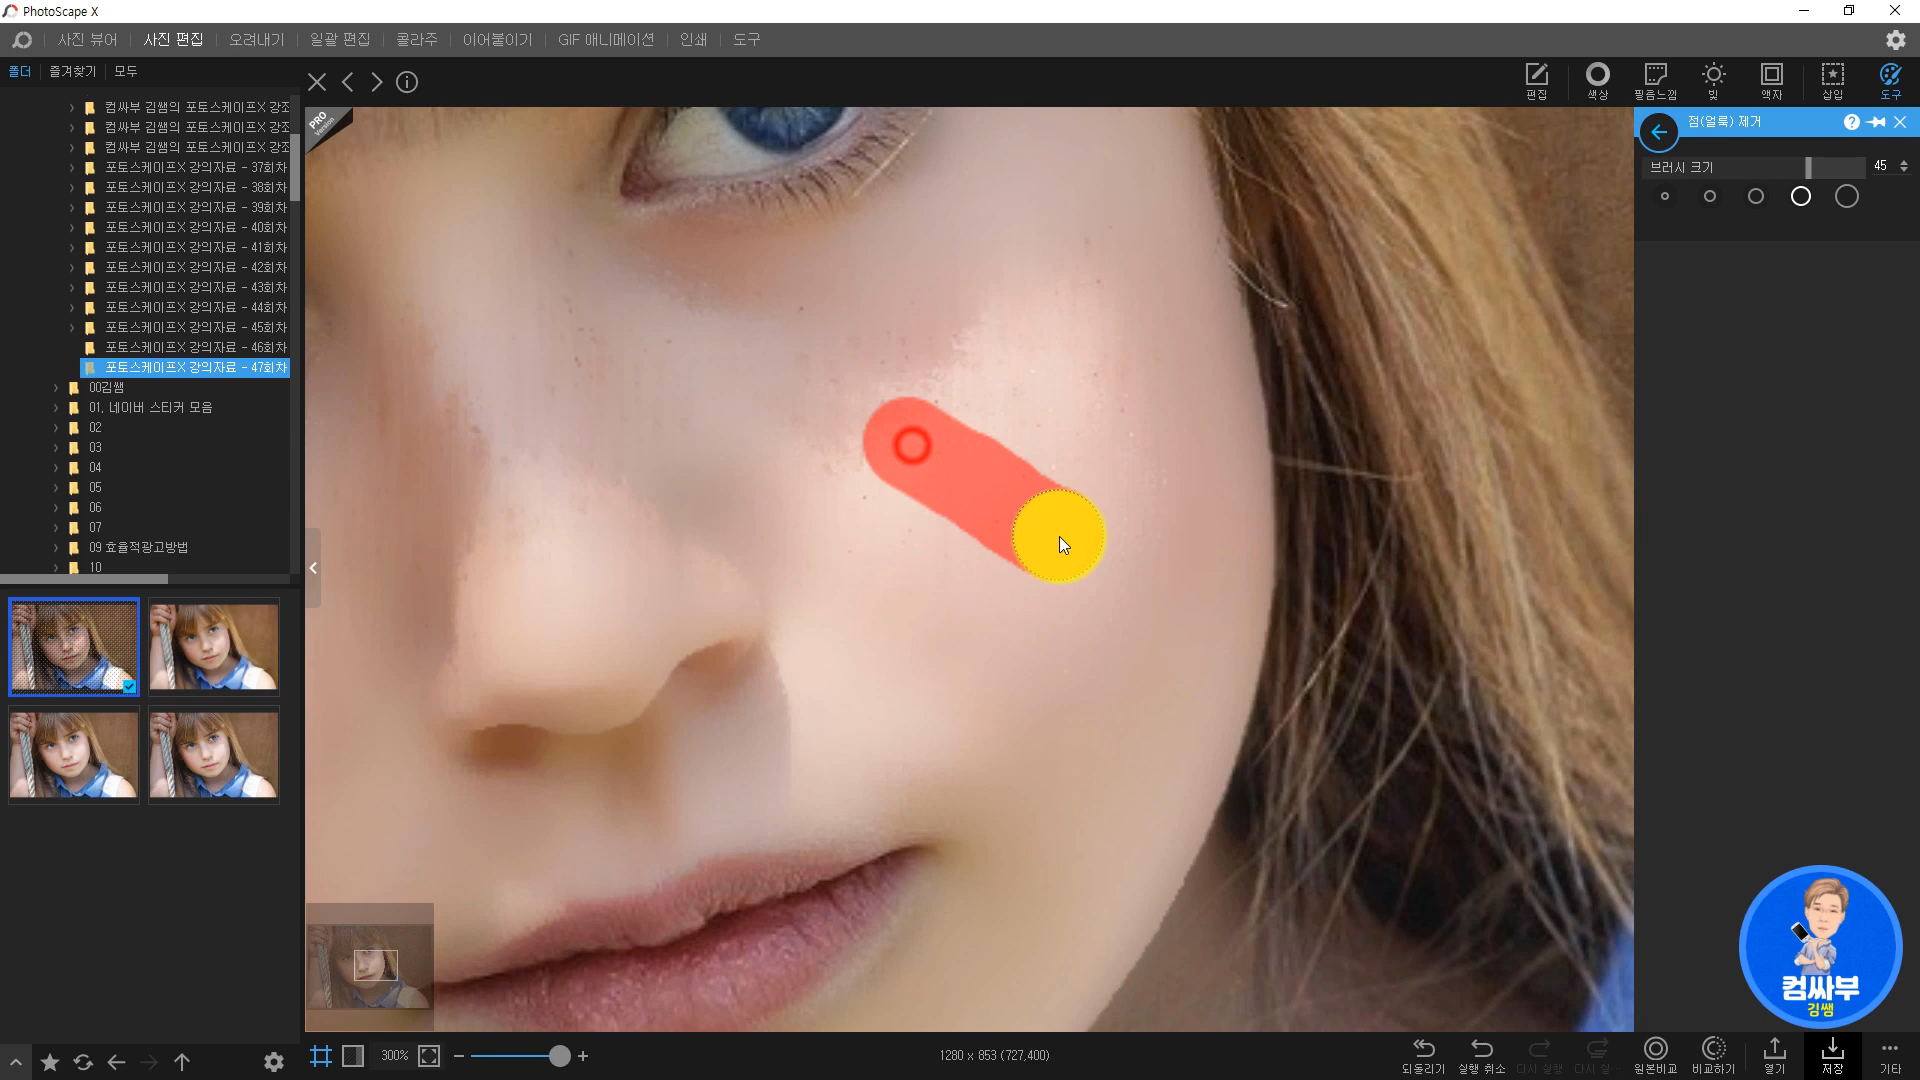 PhotoScape X
사진 뷰어 사진 편집 오려내기 일괄 편집 콜라주 이어붙이기 GIF 애니메이션 인쇄 도구
폴더 즐겨찾기 모두
편집 색상 필름느낌 빛 액자 삽입 도구
PRO
Version
컴싸부 김쌤의 포토스케이프X 강조
컴싸부 김쌤의 포토스케이프X 강조
컴싸부 김쌤의 포토스케이프X 강조
포토스케이프X 강의자료 - 37회차
포토스케이프X 강의자료 - 38회차
포토스케이프X 강의자료 - 39회차
포토스케이프X 강의자료 - 40회차
포토스케이프X 강의자료 - 41회차
포토스케이프X 강의자료 - 42회차
포토스케이프X 강의자료 - 43회차
포토스케이프X 강의자료 - 44회차
포토스케이프X 강의자료 - 45회차
포토스케이프X 강의자료 - 46회차
포토스케이프X 강의자료 - 47회차
00김쌤
01. 네이버 스티커 모음
02
03
04
05
06
07
09 효율적광고방법
10
점(얼룩) 제거
브러시 크기 45
컴싸부
김쌤
300%
1280 x 853 (727,400)
되돌리기 실행 취소 다시 실행 다시 실… 원본비교 비교하기 열기 저장 기타